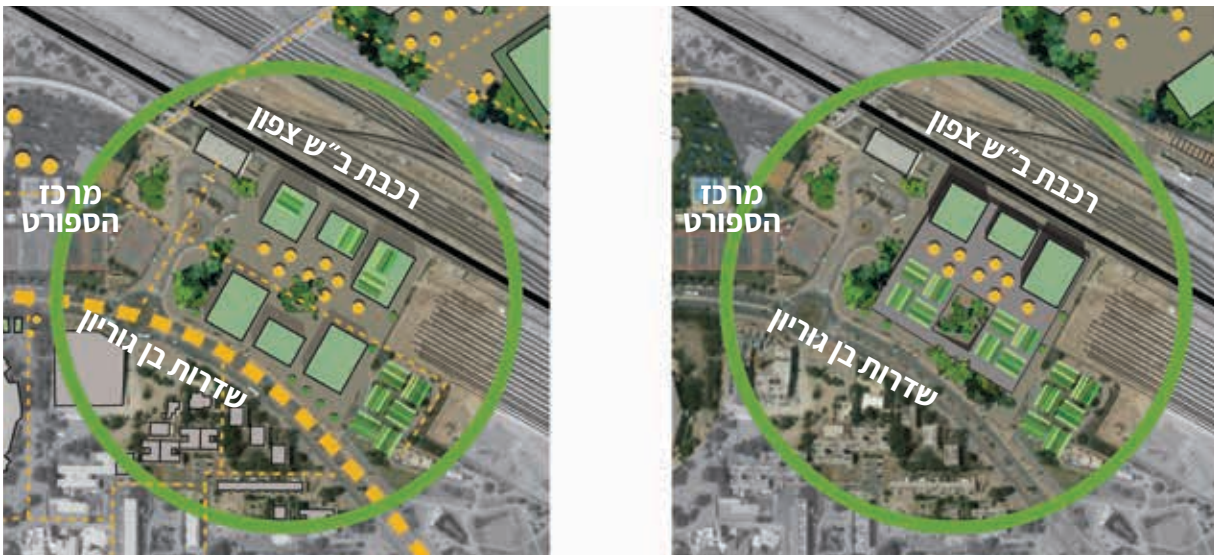 רכבת ב"ש צפון
מרכז
הספורט
שדרות בן גוריון
רכבת ב"ש צפון
מרכז
הספורט
שדרות בן גוריון